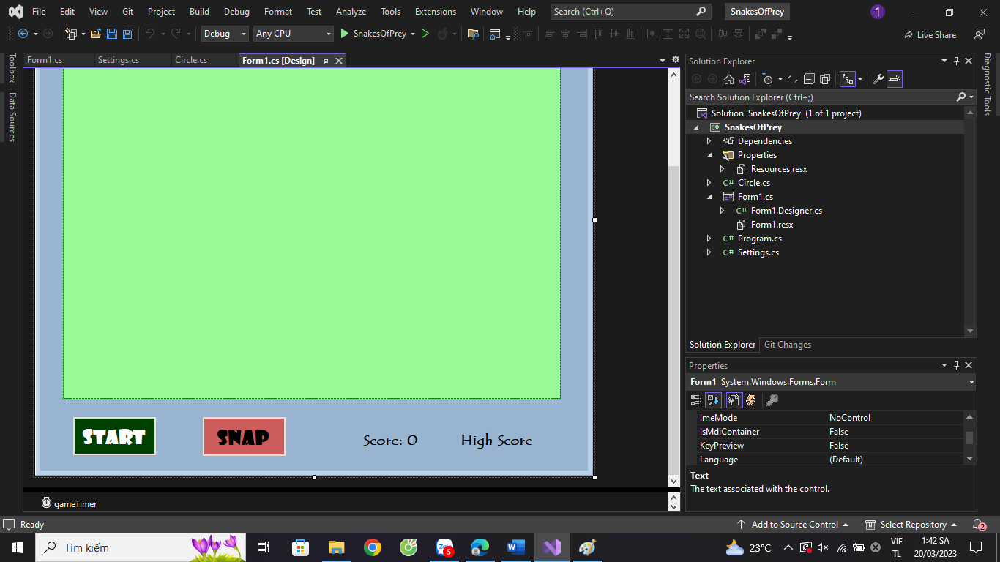 File Edit View Git Project Build Debug Format Test Analyze Tools Extensions Window Help Search (Ctrl+Q) SnakesOfPrey 1
Debug Any CPU SnakesOfPrey Live Share
Form1.cs Settings.cs Circle.cs Form1.cs [Design]
Toolbox
Data Sources
START SNAP Score: 0 High Score
gameTimer
Solution Explorer
Search Solution Explorer (Ctrl+;)
Solution 'SnakesOfPrey' (1 of 1 project)
C# SnakesOfPrey
Dependencies
Properties
Resources.resx
C# Circle.cs
Form1.cs
C# Form1.Designer.cs
Form1.resx
C# Program.cs
C# Settings.cs
Solution Explorer Git Changes
Properties
Form1 System.Windows.Forms.Form
ImeMode NoControl
IsMdiContainer False
KeyPreview False
Language (Default)
Text
The text associated with the control.
Diagnostic Tools
Ready Add to Source Control Select Repository 2
Tìm kiếm Zalo 5 W 23°C VIE 1:42 SA
TL 20/03/2023